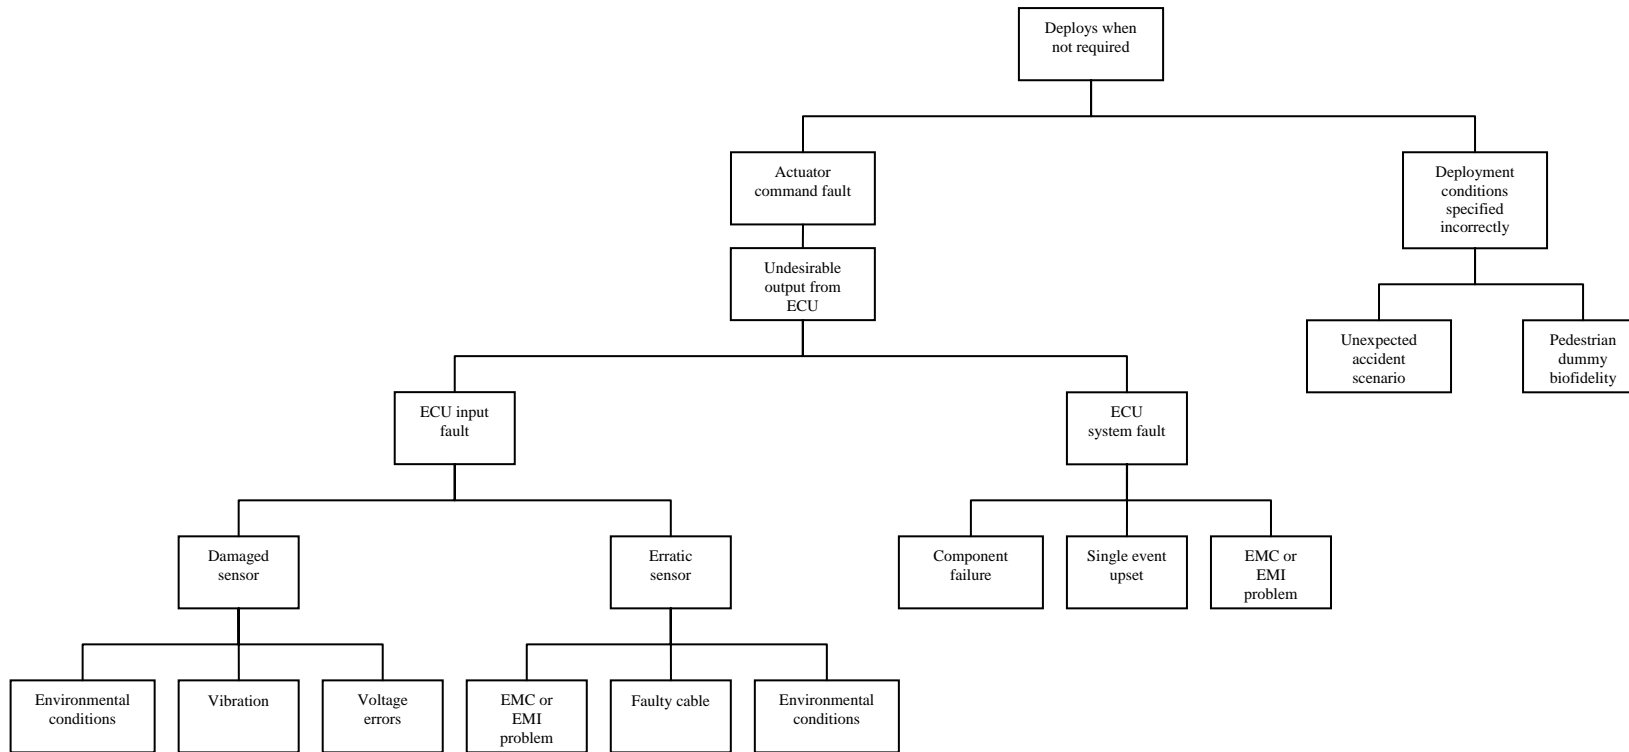 Deploys when
not required
Actuator
command fault
Deployment
conditions
specified
incorrectly
Undesirable
output from
ECU
Unexpected
accident
scenario
Pedestrian
dummy
biofidelity
ECU input
fault
ECU
system fault
Damaged
sensor
Erratic
sensor
Component
failure
Single event
upset
EMC or
EMI
problem
Environmental
conditions
Vibration
Voltage
errors
EMC or
EMI
problem
Faulty cable
Environmental
conditions